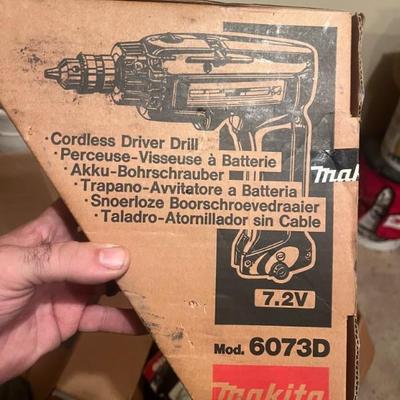 ·Cordless Driver Drill
·Perceuse-Visseuse à Batterie
·Akku-Bohrschrauber
·Trapano-Avvitatore a Batteria
·Snoerloze Boorschroevedraaier
·Taladro-Atornillador sin Cable
mak
7.2V
Mod. 6073D
makita